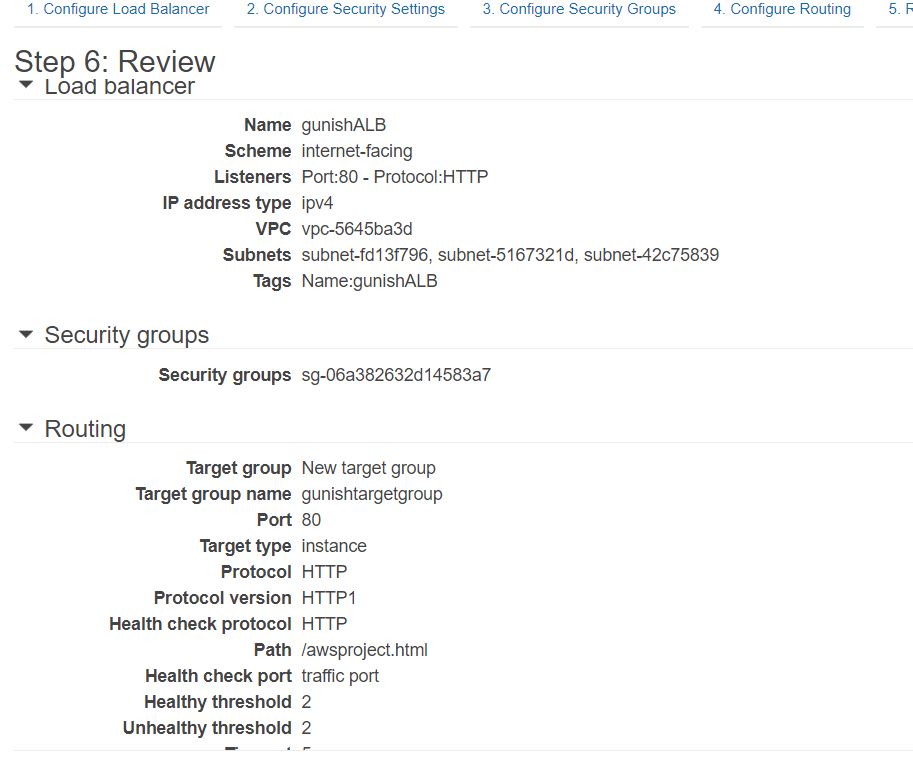 1. Configure Load Balancer 2. Configure Security Settings 3. Configure Security Groups 4. Configure Routing 5.
Step 6: Review
Load balancer
Name gunishALB
Scheme internet-facing
Listeners Port:80 - Protocol:HTTP
IP address type ipv4
VPC vpc-5645ba3d
Subnets subnet-fd13f796, subnet-5167321d, subnet-42c75839
Tags Name:gunishALB
Security groups
Security groups sg-06a382632d14583a7
Routing
Target group New target group
Target group name gunishtargetgroup
Port 80
Target type instance
Protocol HTTP
Protocol version HTTP1
Health check protocol HTTP
Path /awsproject.html
Health check port traffic port
Healthy threshold 2
Unhealthy threshold 2